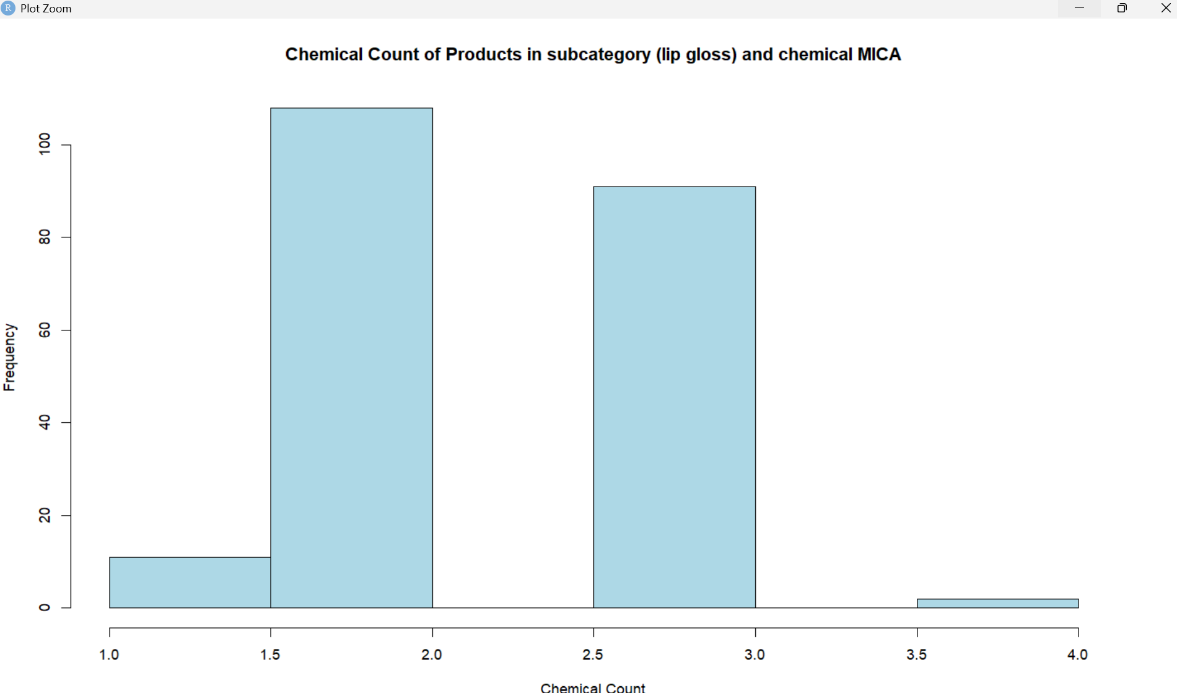 R Plot Zoom
Chemical Count of Products in subcategory (lip gloss) and chemical MICA
Frequency
100
80
60
40
20
0
1.0 1.5 2.0 2.5 3.0 3.5 4.0
Chemical Count